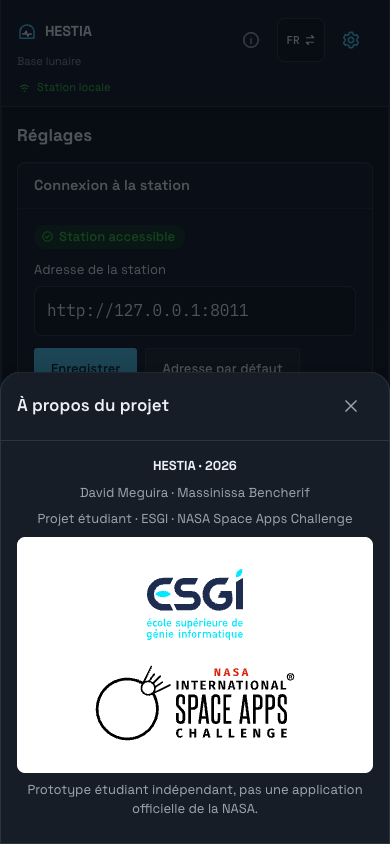 HESTIA
FR
Base lunaire
Station locale
Réglages
Connexion à la station
Station accessible
Adresse de la station
http://127.0.0.1:8011
Enregistrer
Adresse par défaut
À propos du projet
HESTIA · 2026
David Meguira · Massinissa Bencherif
Projet étudiant · ESGI · NASA Space Apps Challenge
ESGI
école supérieure de
génie informatique
NASA
INTERNATIONAL®
SPACE APPS
CHALLENGE
Prototype étudiant indépendant, pas une application
officielle de la NASA.